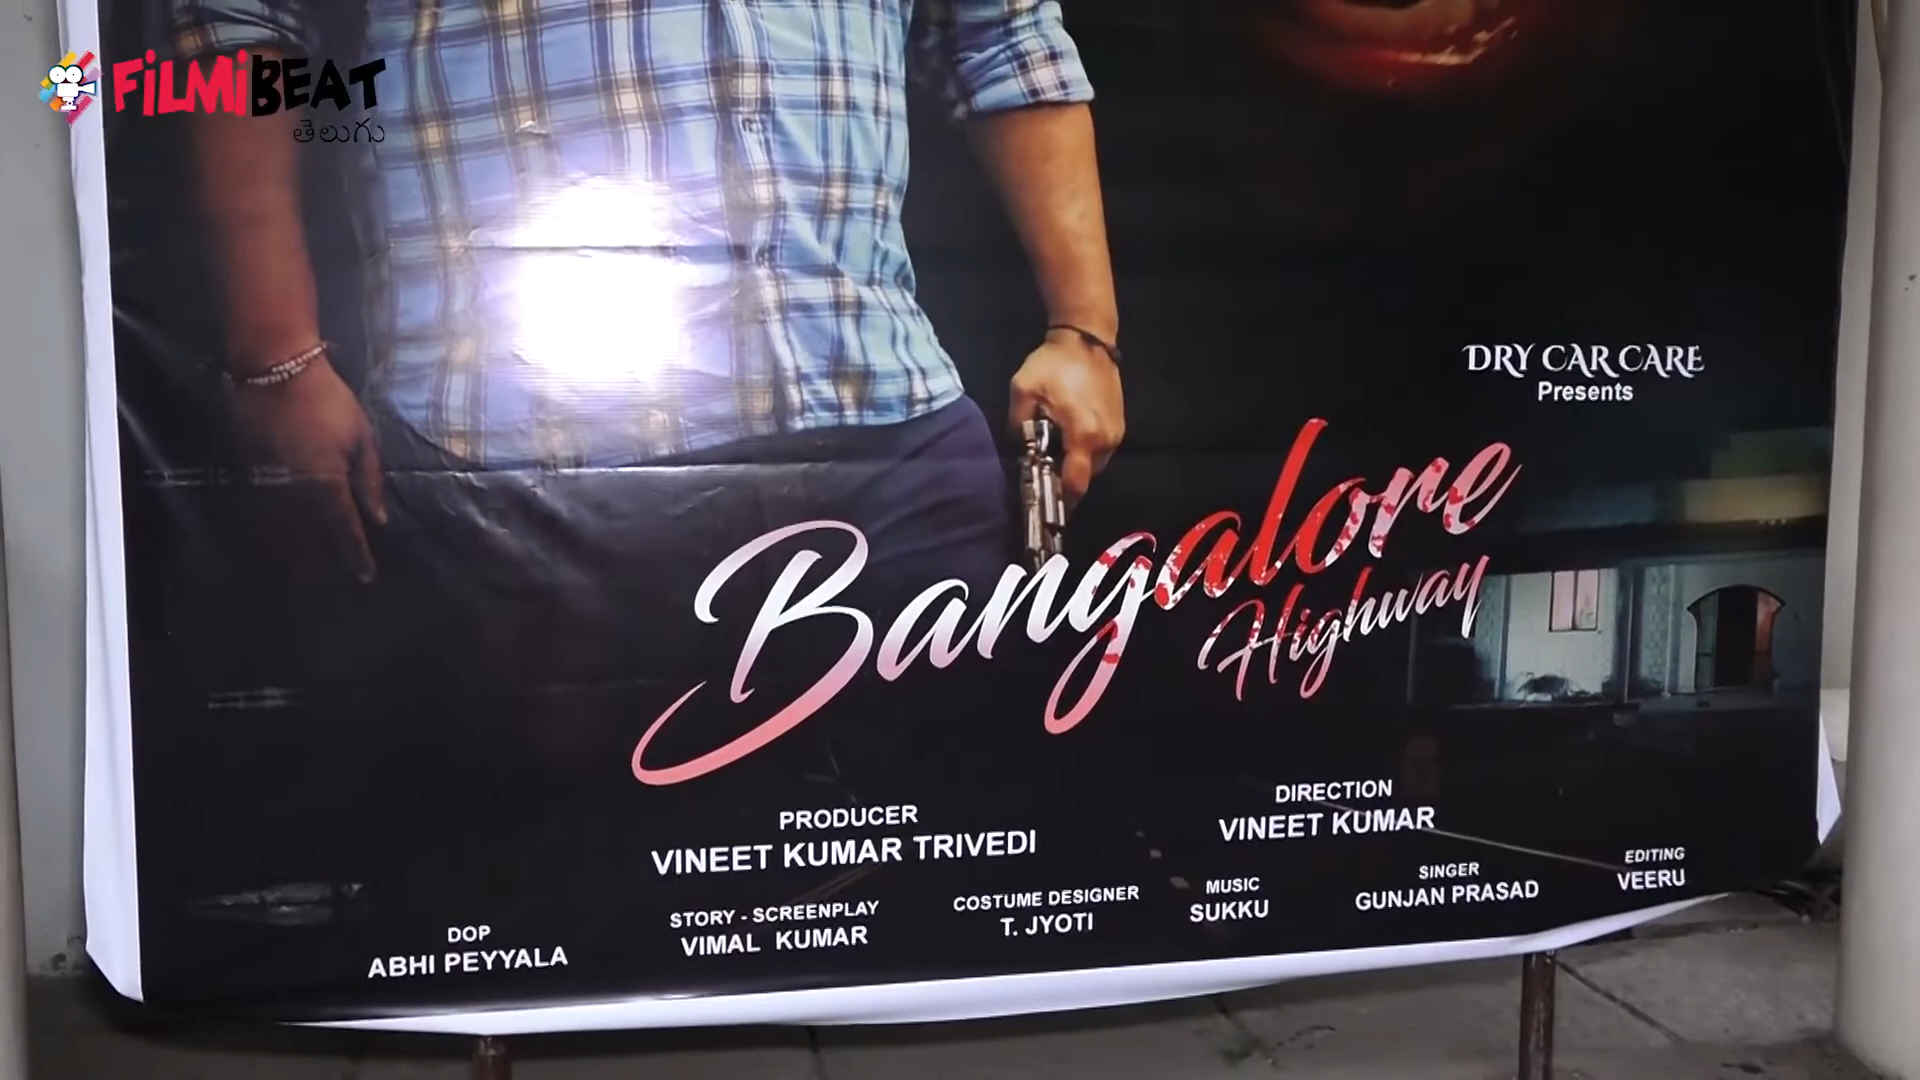 FiLMiBEAT
తెలుగు
DRY CAR CARE
Presents
Bangalore
Highway
PRODUCER
VINEET KUMAR TRIVEDI
DIRECTION
VINEET KUMAR
DOP
ABHI PEYYALA
STORY - SCREENPLAY
VIMAL KUMAR
COSTUME DESIGNER
T. JYOTI
MUSIC
SUKKU
SINGER
GUNJAN PRASAD
EDITING
VEERU